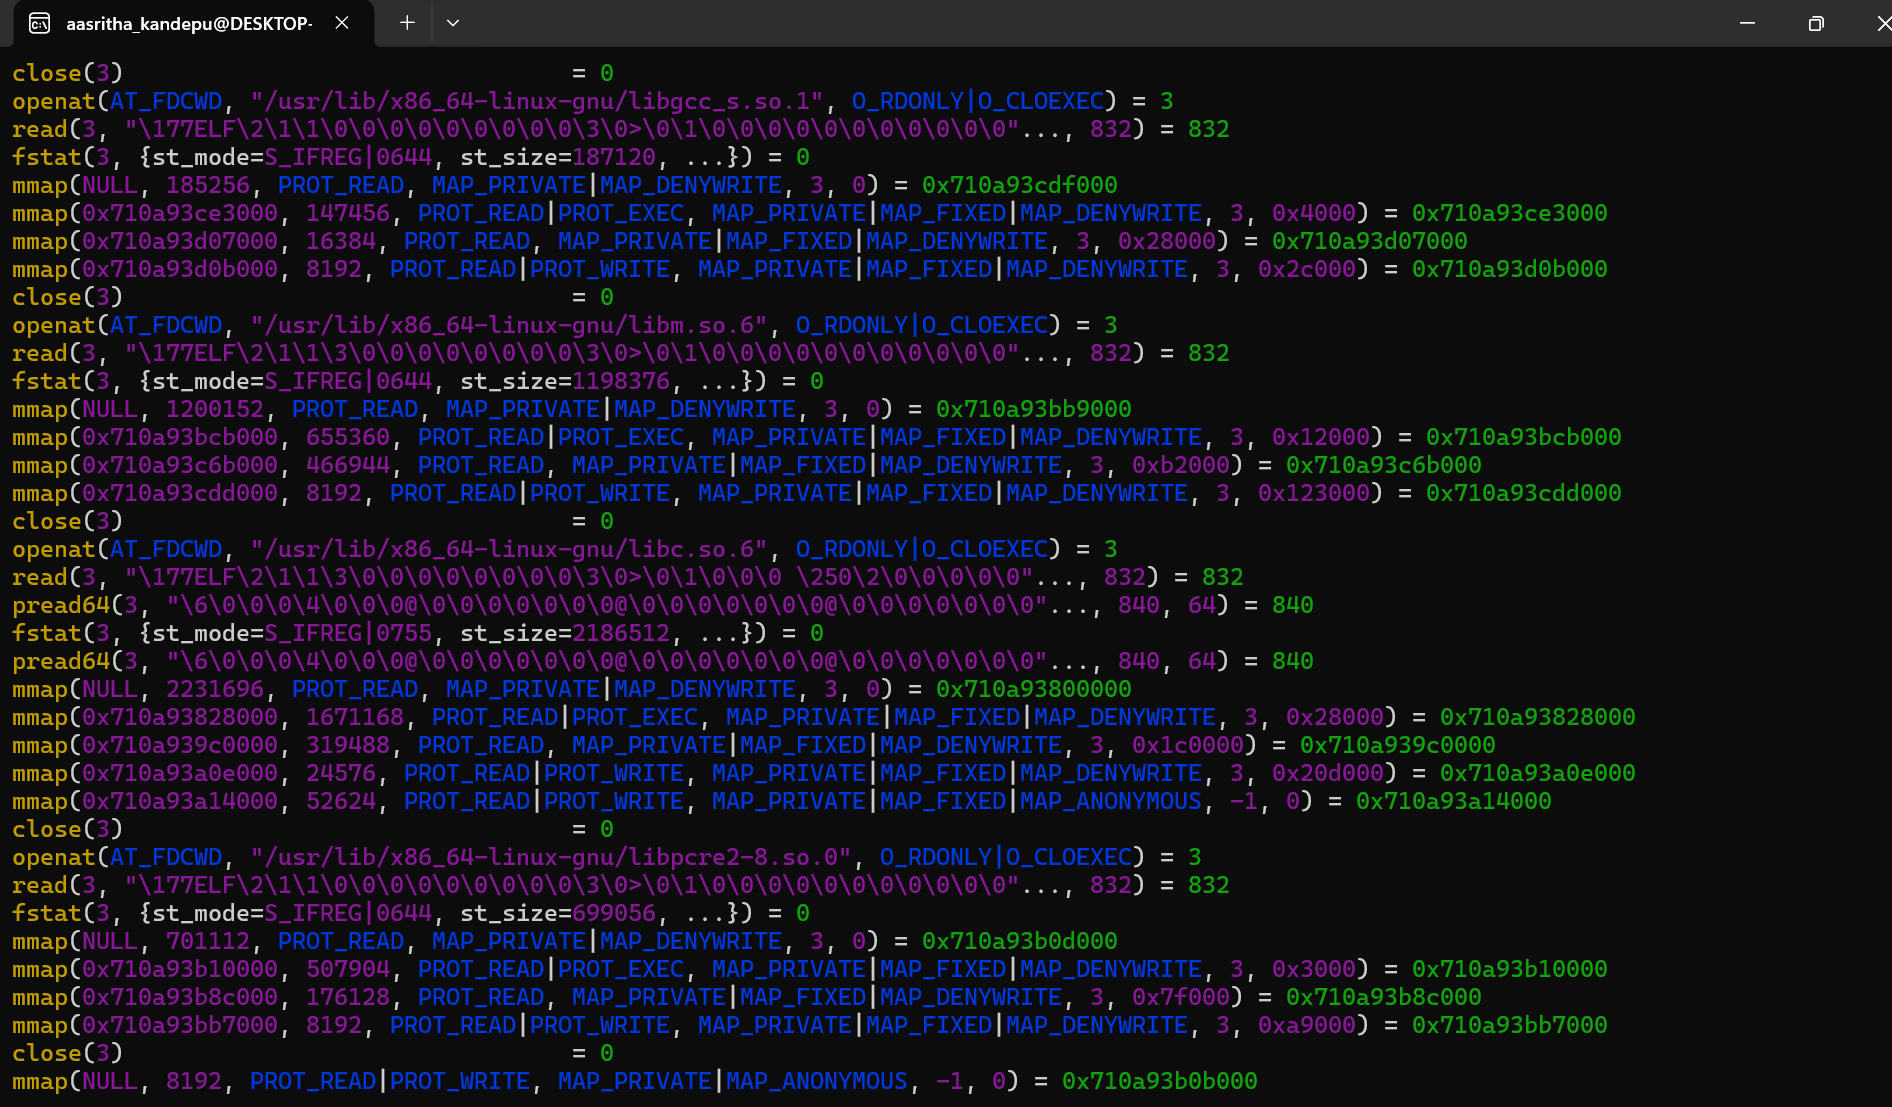 aasritha_kandepu@DESKTOP-
close(3) = 0
openat(AT_FDCWD, "/usr/lib/x86_64-linux-gnu/libgcc_s.so.1", O_RDONLY|O_CLOEXEC) = 3
read(3, "\177ELF\2\1\1\0\0\0\0\0\0\0\0\0\3\0>\0\1\0\0\0\0\0\0\0\0\0\0\0"..., 832) = 832
fstat(3, {st_mode=S_IFREG|0644, st_size=187120, ...}) = 0
mmap(NULL, 185256, PROT_READ, MAP_PRIVATE|MAP_DENYWRITE, 3, 0) = 0x710a93cdf000
mmap(0x710a93ce3000, 147456, PROT_READ|PROT_EXEC, MAP_PRIVATE|MAP_FIXED|MAP_DENYWRITE, 3, 0x4000) = 0x710a93ce3000
mmap(0x710a93d07000, 16384, PROT_READ, MAP_PRIVATE|MAP_FIXED|MAP_DENYWRITE, 3, 0x28000) = 0x710a93d07000
mmap(0x710a93d0b000, 8192, PROT_READ|PROT_WRITE, MAP_PRIVATE|MAP_FIXED|MAP_DENYWRITE, 3, 0x2c000) = 0x710a93d0b000
close(3) = 0
openat(AT_FDCWD, "/usr/lib/x86_64-linux-gnu/libm.so.6", O_RDONLY|O_CLOEXEC) = 3
read(3, "\177ELF\2\1\1\3\0\0\0\0\0\0\0\0\3\0>\0\1\0\0\0\0\0\0\0\0\0\0\0"..., 832) = 832
fstat(3, {st_mode=S_IFREG|0644, st_size=1198376, ...}) = 0
mmap(NULL, 1200152, PROT_READ, MAP_PRIVATE|MAP_DENYWRITE, 3, 0) = 0x710a93bb9000
mmap(0x710a93bcb000, 655360, PROT_READ|PROT_EXEC, MAP_PRIVATE|MAP_FIXED|MAP_DENYWRITE, 3, 0x12000) = 0x710a93bcb000
mmap(0x710a93c6b000, 466944, PROT_READ, MAP_PRIVATE|MAP_FIXED|MAP_DENYWRITE, 3, 0xb2000) = 0x710a93c6b000
mmap(0x710a93cdd000, 8192, PROT_READ|PROT_WRITE, MAP_PRIVATE|MAP_FIXED|MAP_DENYWRITE, 3, 0x123000) = 0x710a93cdd000
close(3) = 0
openat(AT_FDCWD, "/usr/lib/x86_64-linux-gnu/libc.so.6", O_RDONLY|O_CLOEXEC) = 3
read(3, "\177ELF\2\1\1\3\0\0\0\0\0\0\0\0\3\0>\0\1\0\0\0 \250\2\0\0\0\0\0"..., 832) = 832
pread64(3, "\6\0\0\0\4\0\0\0@\0\0\0\0\0\0\0@\0\0\0\0\0\0\0@\0\0\0\0\0\0\0"..., 840, 64) = 840
fstat(3, {st_mode=S_IFREG|0755, st_size=2186512, ...}) = 0
pread64(3, "\6\0\0\0\4\0\0\0@\0\0\0\0\0\0\0@\0\0\0\0\0\0\0@\0\0\0\0\0\0\0"..., 840, 64) = 840
mmap(NULL, 2231696, PROT_READ, MAP_PRIVATE|MAP_DENYWRITE, 3, 0) = 0x710a93800000
mmap(0x710a93828000, 1671168, PROT_READ|PROT_EXEC, MAP_PRIVATE|MAP_FIXED|MAP_DENYWRITE, 3, 0x28000) = 0x710a93828000
mmap(0x710a939c0000, 319488, PROT_READ, MAP_PRIVATE|MAP_FIXED|MAP_DENYWRITE, 3, 0x1c0000) = 0x710a939c0000
mmap(0x710a93a0e000, 24576, PROT_READ|PROT_WRITE, MAP_PRIVATE|MAP_FIXED|MAP_DENYWRITE, 3, 0x20d000) = 0x710a93a0e000
mmap(0x710a93a14000, 52624, PROT_READ|PROT_WRITE, MAP_PRIVATE|MAP_FIXED|MAP_ANONYMOUS, -1, 0) = 0x710a93a14000
close(3) = 0
openat(AT_FDCWD, "/usr/lib/x86_64-linux-gnu/libpcre2-8.so.0", O_RDONLY|O_CLOEXEC) = 3
read(3, "\177ELF\2\1\1\0\0\0\0\0\0\0\0\0\3\0>\0\1\0\0\0\0\0\0\0\0\0\0\0"..., 832) = 832
fstat(3, {st_mode=S_IFREG|0644, st_size=699056, ...}) = 0
mmap(NULL, 701112, PROT_READ, MAP_PRIVATE|MAP_DENYWRITE, 3, 0) = 0x710a93b0d000
mmap(0x710a93b10000, 507904, PROT_READ|PROT_EXEC, MAP_PRIVATE|MAP_FIXED|MAP_DENYWRITE, 3, 0x3000) = 0x710a93b10000
mmap(0x710a93b8c000, 176128, PROT_READ, MAP_PRIVATE|MAP_FIXED|MAP_DENYWRITE, 3, 0x7f000) = 0x710a93b8c000
mmap(0x710a93bb7000, 8192, PROT_READ|PROT_WRITE, MAP_PRIVATE|MAP_FIXED|MAP_DENYWRITE, 3, 0xa9000) = 0x710a93bb7000
close(3) = 0
mmap(NULL, 8192, PROT_READ|PROT_WRITE, MAP_PRIVATE|MAP_ANONYMOUS, -1, 0) = 0x710a93b0b000